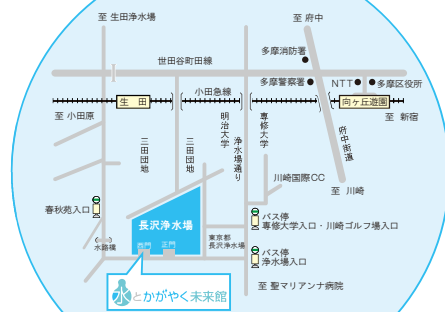 至 生田浄水場
至 府中
世田谷町田線
多摩消防署
多摩警察署
NTT
多摩区役所
小田急線
生 田
向ヶ丘遊園
至 小田原
至 新宿
三田団地
三田団地
明治大学
浄水場通り
専修大学
府中街道
川崎国際CC
至 川崎
春秋苑入口
長沢浄水場
バス停
専修大学入口・川崎ゴルフ場入口
水路橋
西門
正門
東京都
長沢浄水場
バス停
浄水場入口
至 聖マリアンナ病院
水とかがやく未来館